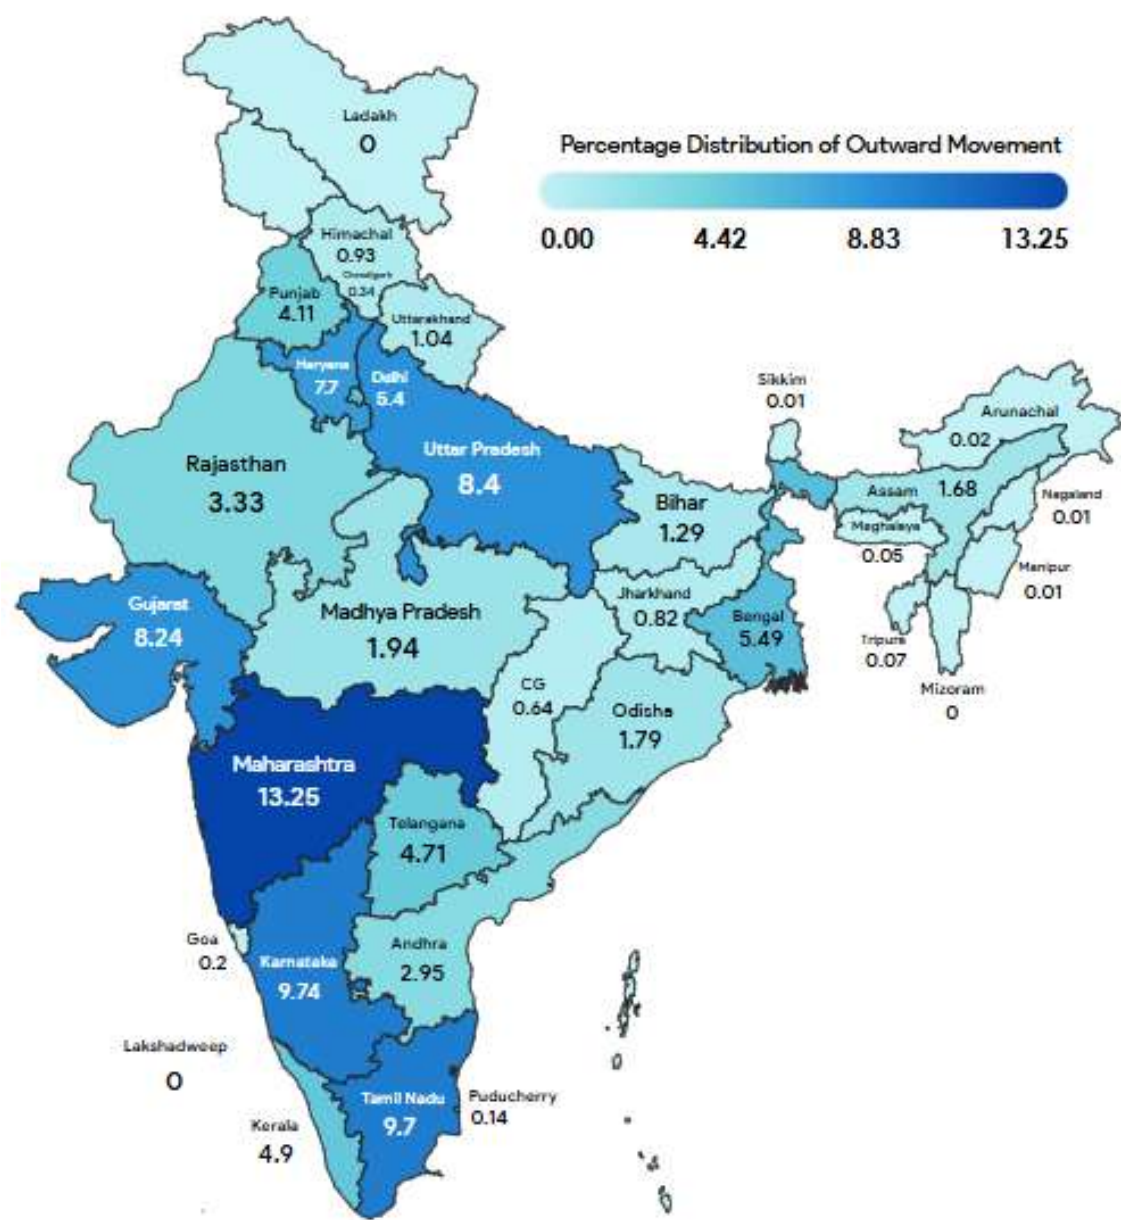 Ladakh
0
Percentage Distribution of Outward Movement
0.00 4.42 8.83 13.25
Himachal
0.93
Chandigarh
0.34
Punjab
4.11
Uttarakhand
1.04
Haryana
7.7
Delhi
5.4
Sikkim
0.01
Arunachal
0.02
Uttar Pradesh
8.4
Rajasthan
3.33
Bihar
1.29
Assam 1.68
Nagaland
0.01
Meghalaya
0.05
Manipur
0.01
Gujarat
8.24
Madhya Pradesh
1.94
Jharkhand
0.82
Bengal
5.49
Tripura
0.07
Mizoram
0
CG
0.64
Odisha
1.79
Maharashtra
13.25
Telangana
4.71
Goa
0.2
Karnataka
9.74
Andhra
2.95
Lakshadweep
0
Tamil Nadu
9.7
Puducherry
0.14
Kerala
4.9